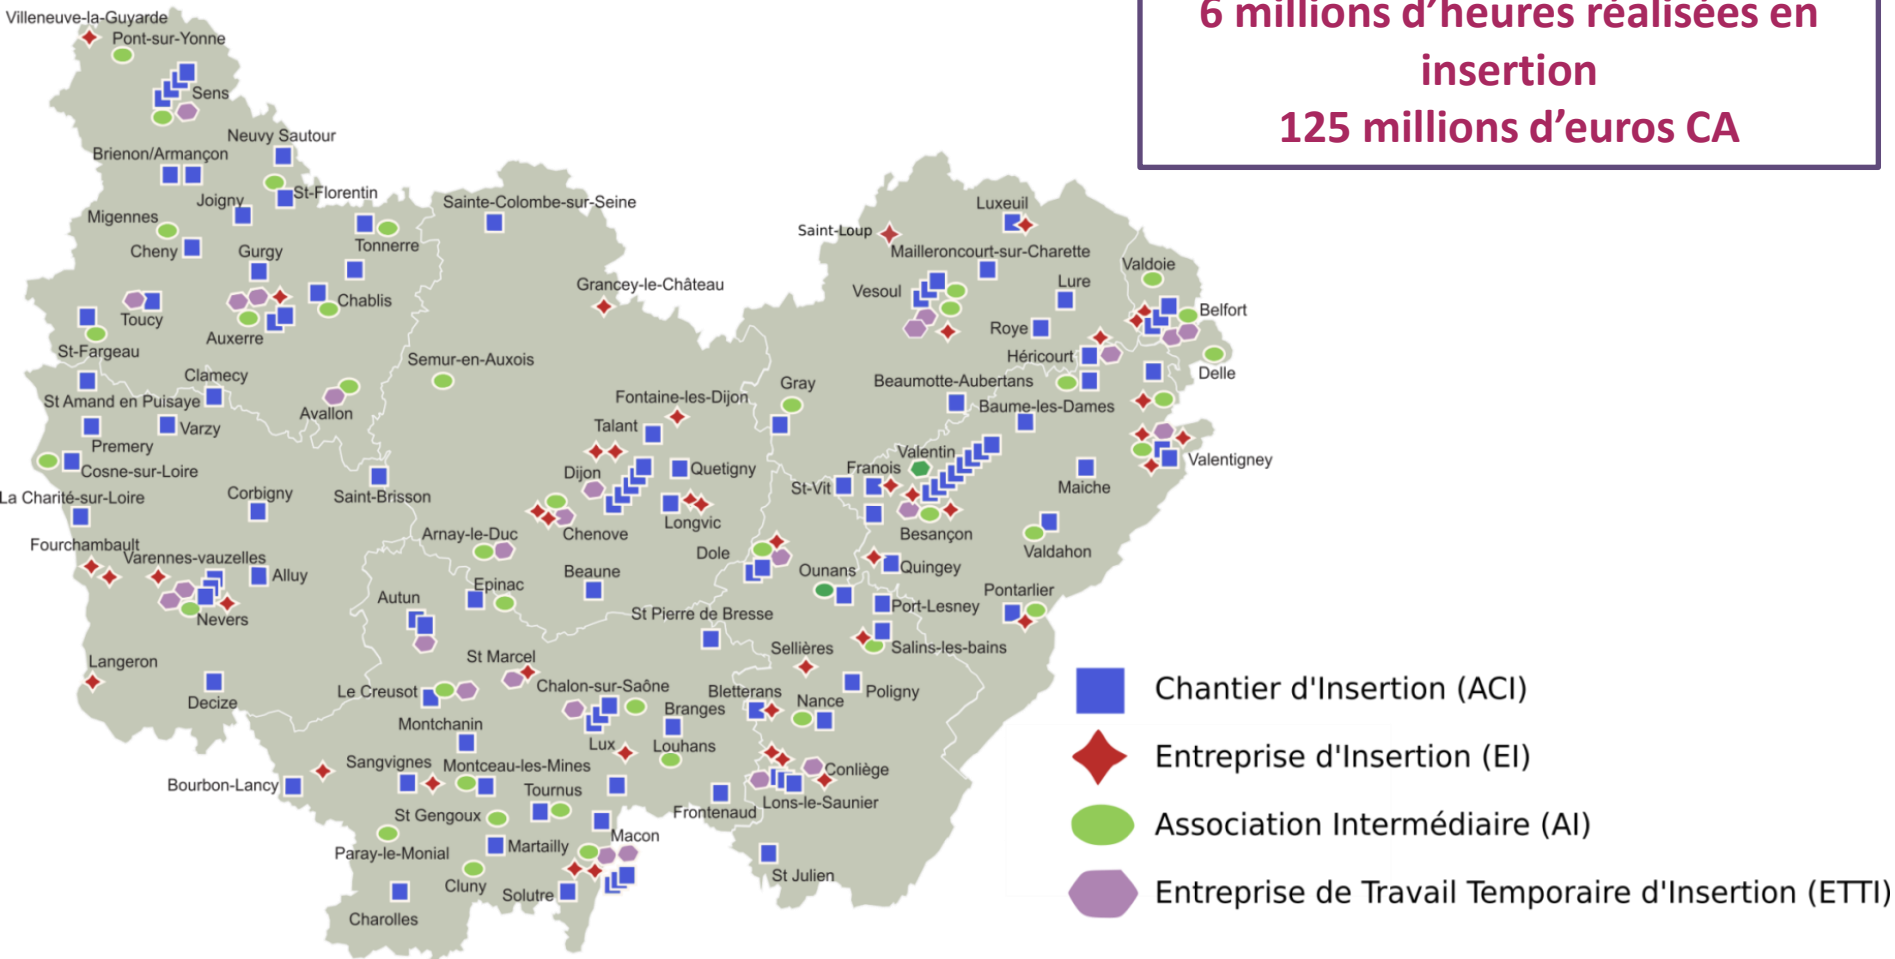 6 millions d’heures réalisées en
insertion
125 millions d’euros CA
Villeneuve-la-Guyarde
Pont-sur-Yonne
Sens
Neuvy Sautour
Brienon/Armançon
St-Florentin
Joigny
Migennes
Cheny
Gurgy
Tonnerre
Sainte-Colombe-sur-Seine
Chablis
Toucy
Auxerre
St-Fargeau
Grancey-le-Château
Saint-Loup
Luxeuil
Mailleroncourt-sur-Charette
Vesoul
Lure
Roye
Valdoie
Belfort
Héricourt
Delle
Semur-en-Auxois
Clamecy
St Amand en Puisaye
Avallon
Varzy
Premery
Cosne-sur-Loire
La Charité-sur-Loire
Corbigny
Saint-Brisson
Fontaine-les-Dijon
Talant
Dijon
Quetigny
Longvic
Chenove
Gray
Beaumotte-Aubertans
Baume-les-Dames
Valentin
Franois
St-Vit
Besançon
Maiche
Valentigney
Valdahon
Fourchambault
Varennes-vauzelles
Alluy
Nevers
Arnay-le-Duc
Beaune
Dole
Ounans
Quingey
Pontarlier
Port-Lesney
Salins-les-bains
Autun
Epinac
St Pierre de Bresse
Sellières
Langeron
Decize
St Marcel
Le Creusot
Chalon-sur-Saône
Montchanin
Branges
Bletterans
Nance
Poligny
Lux
Louhans
Sangvignes
Montceau-les-Mines
Bourbon-Lancy
Tournus
Conliège
Lons-le-Saunier
Frontenaud
St Gengoux
Macon
Martailly
Paray-le-Monial
Cluny
Solutre
Charolles
St Julien
Chantier d'Insertion (ACI)
Entreprise d'Insertion (EI)
Association Intermédiaire (AI)
Entreprise de Travail Temporaire d'Insertion (ETTI)